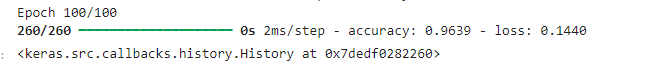 Epoch 100/100
260/260 ━━━━━━━━━━━━━━━━━━━━ 0s 2ms/step - accuracy: 0.9639 - loss: 0.1440
<keras.src.callbacks.history.History at 0x7dedf0282260>